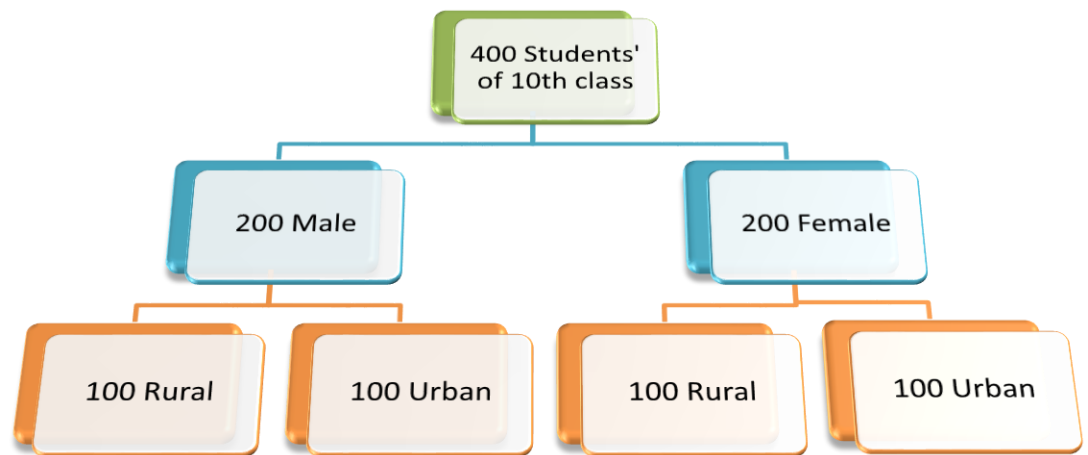 400 Students'
of 10th class
200 Male
200 Female
100 Rural
100 Urban
100 Rural
100 Urban